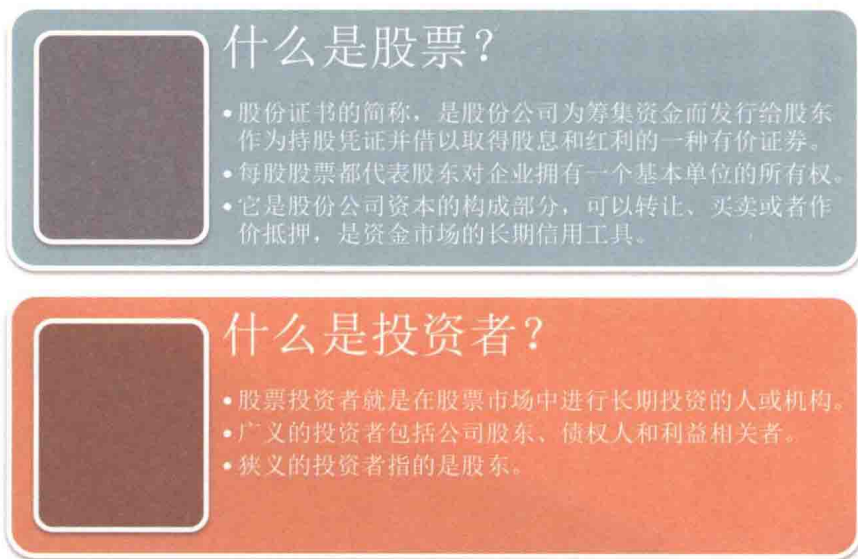 什么是股票?
•股份证书的简称，是股份公司为筹集资金而发行给股东
作为持股凭证并借以取得股息和红利的一种有价证券。
•每股股票都代表股东对企业拥有一个基本单位的所有权。
•它是股份公司资本的构成部分，可以转让、买卖或者作
价抵押，是资金市场的长期信用工具。
什么是投资者?
•股票投资者就是在股票市场中进行长期投资的人或机构。
•广义的投资者包括公司股东、债权人和利益相关者。
•狭义的投资者指的是股东。